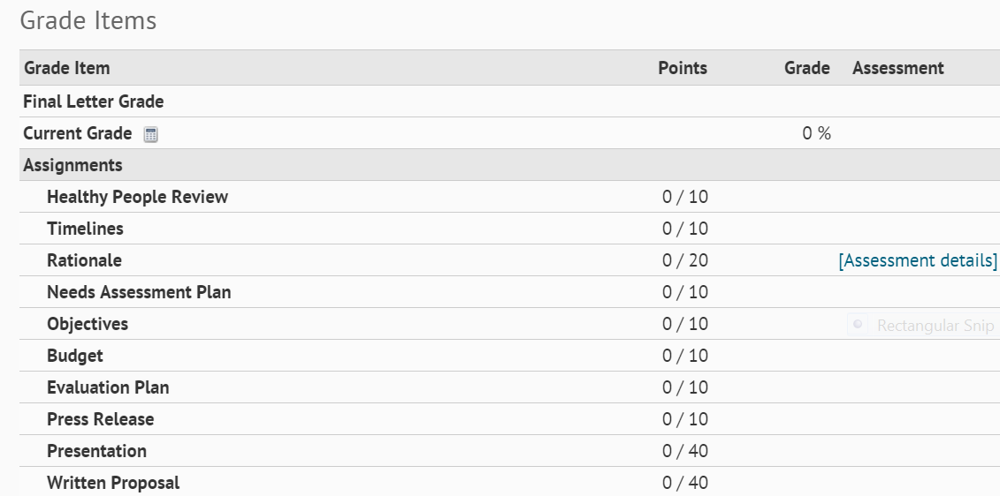 Grade Items
Grade Item Points Grade Assessment
Final Letter Grade
Current Grade 0 %
Assignments
Healthy People Review 0 / 10
Timelines 0 / 10
Rationale 0 / 20 [Assessment details]
Needs Assessment Plan 0 / 10
Objectives 0 / 10 Rectangular Snip
Budget 0 / 10
Evaluation Plan 0 / 10
Press Release 0 / 10
Presentation 0 / 40
Written Proposal 0 / 40